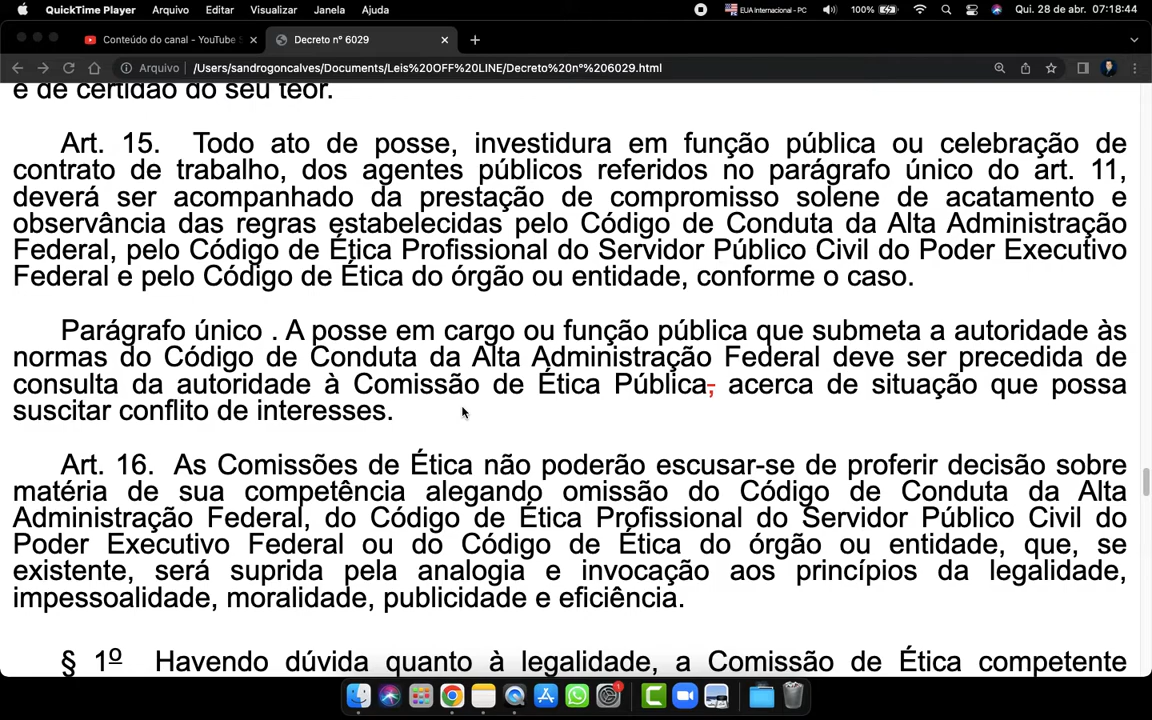 QuickTime Player Arquivo Editar Visualizar Janela Ajuda EUA Internacional - PC 100% Qui. 28 de abr. 07:18:44
Conteúdo do canal - YouTube Decreto nº 6029
Arquivo /Users/sandrogoncalves/Documents/Leis%20OFF%20LINE/Decreto%20nº%206029.html
e de certidão do seu teor.
Art. 15. Todo ato de posse, investidura em função pública ou celebração de
contrato de trabalho, dos agentes públicos referidos no parágrafo único do art. 11,
deverá ser acompanhado da prestação de compromisso solene de acatamento e
observância das regras estabelecidas pelo Código de Conduta da Alta Administração
Federal, pelo Código de Ética Profissional do Servidor Público Civil do Poder Executivo
Federal e pelo Código de Ética do órgão ou entidade, conforme o caso.
Parágrafo único . A posse em cargo ou função pública que submeta a autoridade às
normas do Código de Conduta da Alta Administração Federal deve ser precedida de
consulta da autoridade à Comissão de Ética Pública, acerca de situação que possa
suscitar conflito de interesses.
Art. 16. As Comissões de Ética não poderão escusar-se de proferir decisão sobre
matéria de sua competência alegando omissão do Código de Conduta da Alta
Administração Federal, do Código de Ética Profissional do Servidor Público Civil do
Poder Executivo Federal ou do Código de Ética do órgão ou entidade, que, se
existente, será suprida pela analogia e invocação aos princípios da legalidade,
impessoalidade, moralidade, publicidade e eficiência.
§ 1º Havendo dúvida quanto à legalidade, a Comissão de Ética competente
1